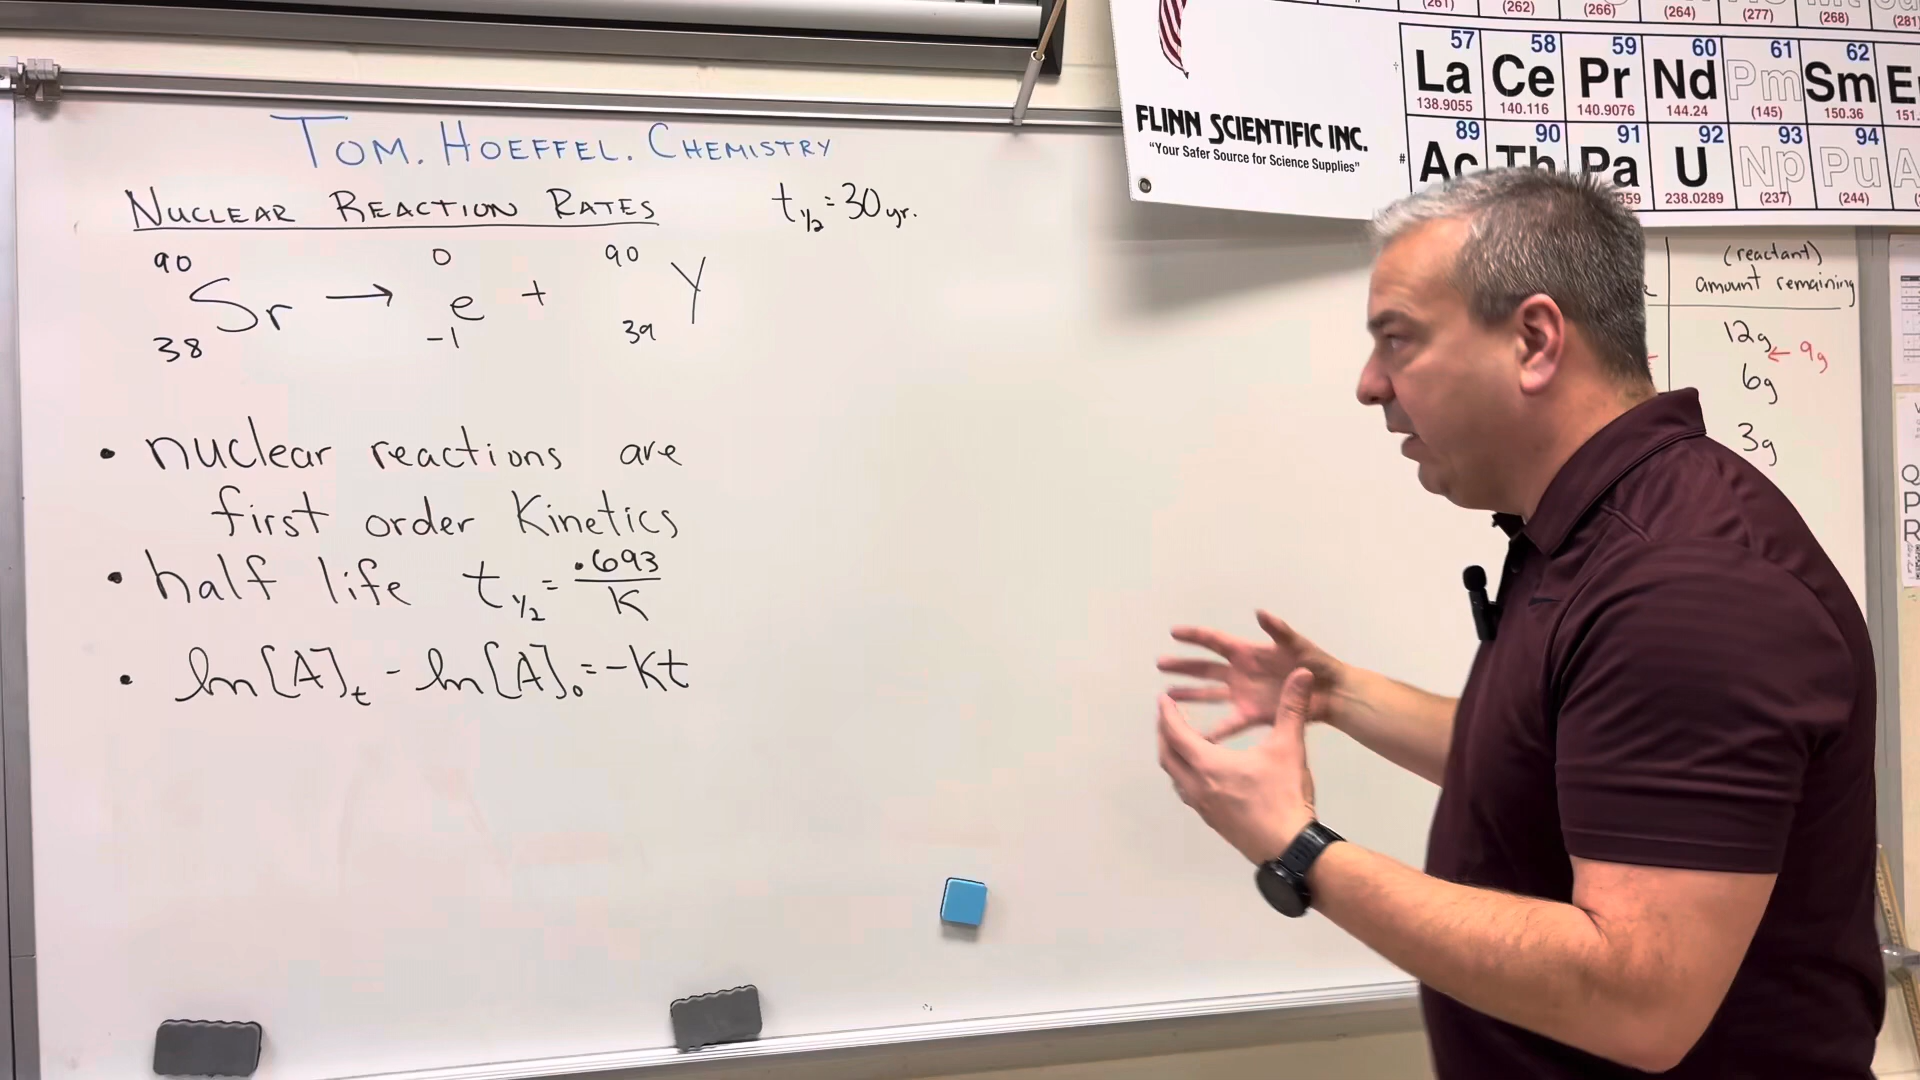 TOM. HOEFFEL. CHEMISTRY
NUCLEAR REACTION RATES
t½ = 30 yr.
90 0 90
Sr → e + Y
38 -1 39
• nuclear reactions are
first order Kinetics
• half life t½ = .693/K
• ln[A]t - ln[A]o = -Kt
FLINN SCIENTIFIC INC.
"Your Safer Source for Science Supplies"
(261) (262) (266) (264) (277) (268) (281
57 58 59 60 61 62
La Ce Pr Nd Pm Sm E
138.9055 140.116 140.9076 144.24 (145) 150.36 151.
89 90 91 92 93 94
# Ac Th Pa U Np Pu A
359 238.0289 (237) (244)
(reactant)
amount remaining
12g
← 9g
6g
3g
Q
P
R